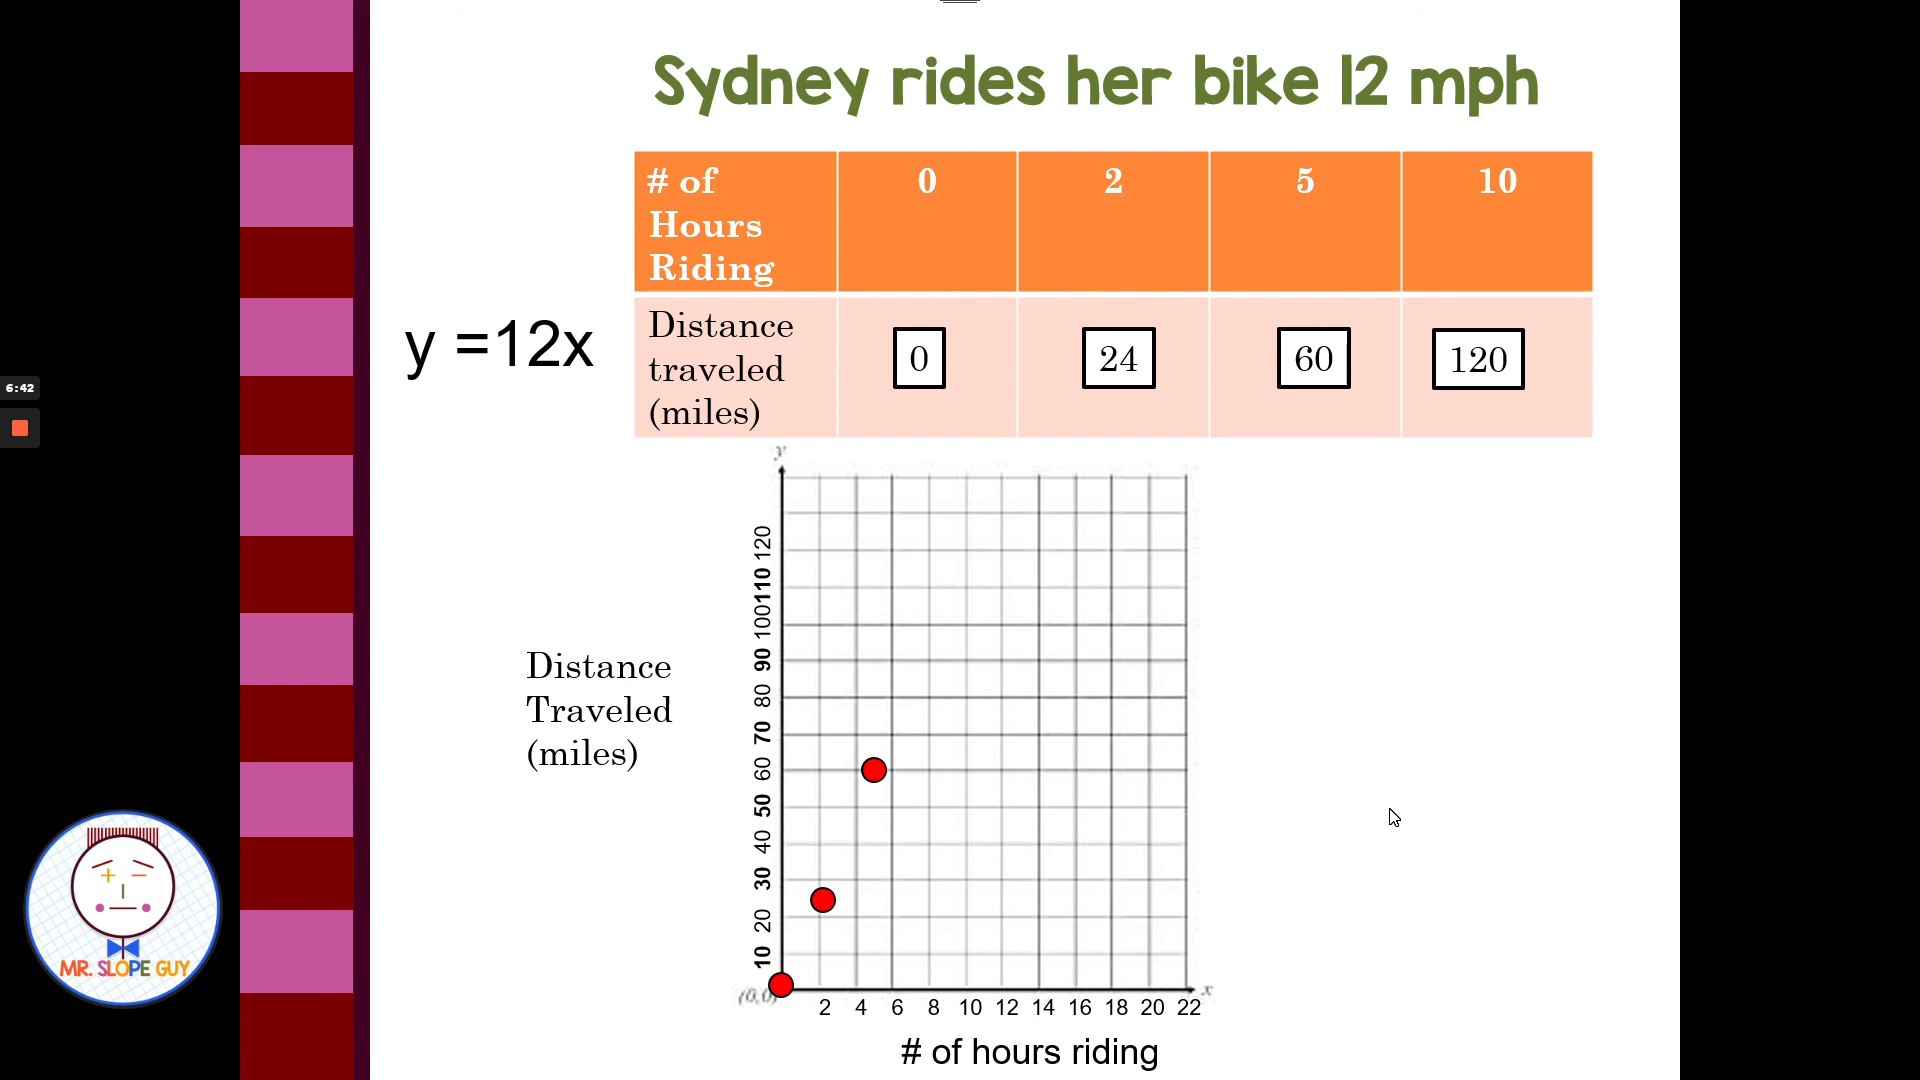 Sydney rides her bike 12 mph
# of Hours Riding 0 2 5 10
y =12x
Distance traveled (miles) 0 24 60 120
6:42
y
120
110
100
90
80
70
60
50
40
30
20
10
Distance
Traveled
(miles)
(0,0)
x
2 4 6 8 10 12 14 16 18 20 22
# of hours riding
MR. SLOPE GUY